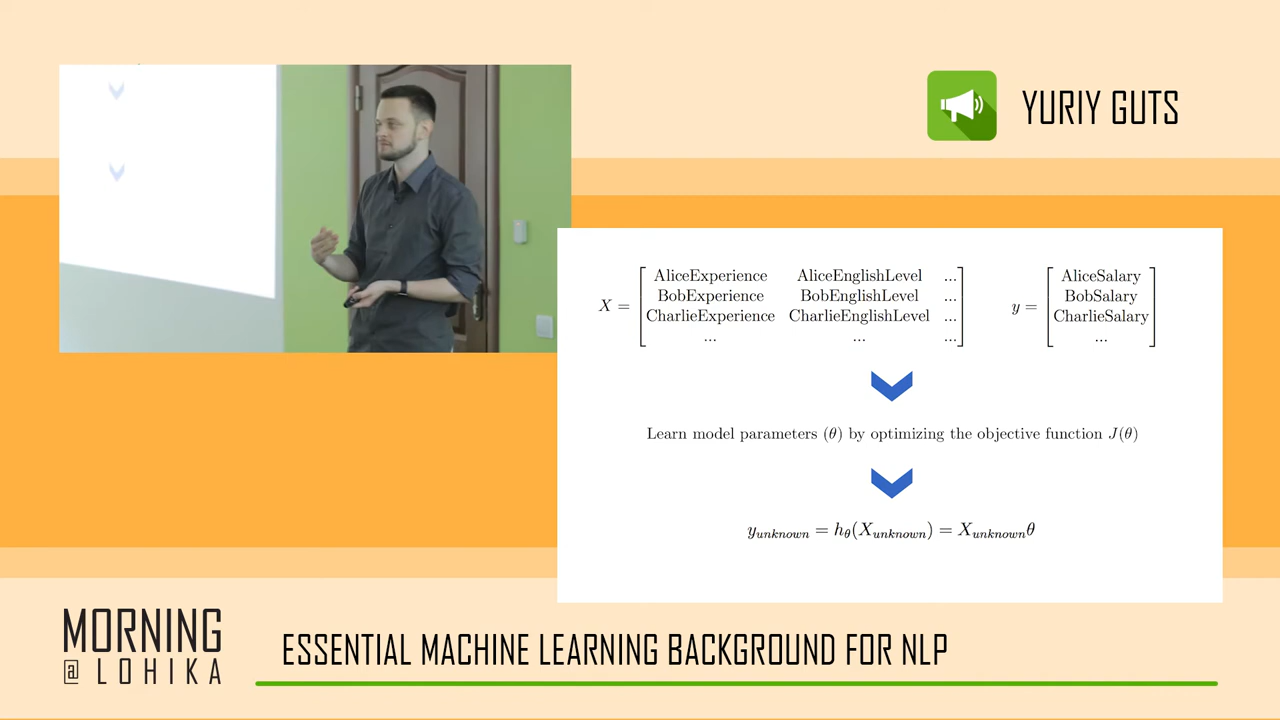 YURIY GUTS
X = [AliceExperience AliceEnglishLevel ...
BobExperience BobEnglishLevel ...
CharlieExperience CharlieEnglishLevel ...
... ... ...]
y = [AliceSalary
BobSalary
CharlieSalary
...]
Learn model parameters (θ) by optimizing the objective function J(θ)
y_unknown = h_θ(X_unknown) = X_unknown θ
MORNING
@ LOHIKA
ESSENTIAL MACHINE LEARNING BACKGROUND FOR NLP